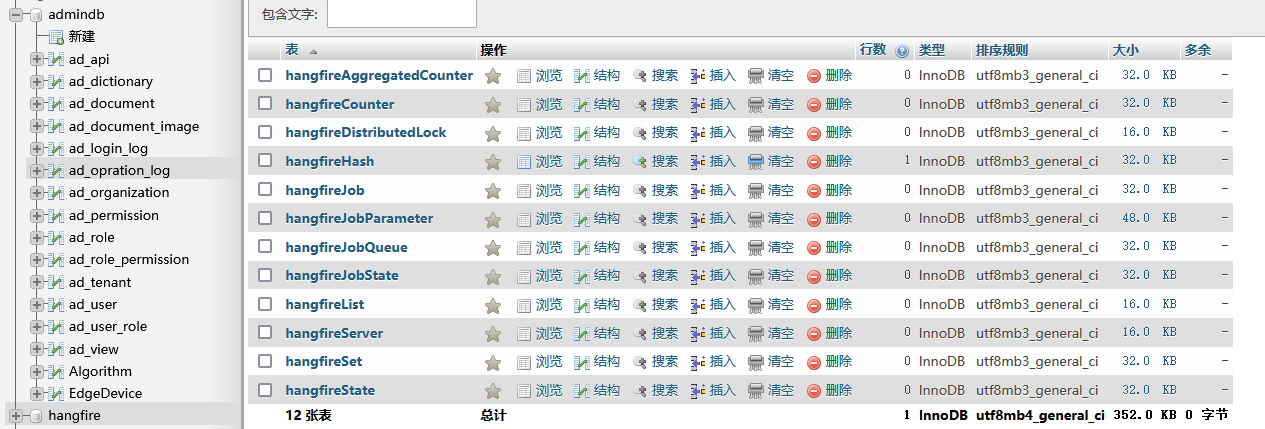 admindb
新建
ad_api
ad_dictionary
ad_document
ad_document_image
ad_login_log
ad_opration_log
ad_organization
ad_permission
ad_role
ad_role_permission
ad_tenant
ad_user
ad_user_role
ad_view
Algorithm
EdgeDevice
hangfire
包含文字:
表 操作 行数 类型 排序规则 大小 多余
hangfireAggregatedCounter 浏览 结构 搜索 插入 清空 删除 0 InnoDB utf8mb3_general_ci 32.0 KB -
hangfireCounter 浏览 结构 搜索 插入 清空 删除 0 InnoDB utf8mb3_general_ci 32.0 KB -
hangfireDistributedLock 浏览 结构 搜索 插入 清空 删除 0 InnoDB utf8mb3_general_ci 16.0 KB -
hangfireHash 浏览 结构 搜索 插入 清空 删除 1 InnoDB utf8mb3_general_ci 32.0 KB -
hangfireJob 浏览 结构 搜索 插入 清空 删除 0 InnoDB utf8mb3_general_ci 32.0 KB -
hangfireJobParameter 浏览 结构 搜索 插入 清空 删除 0 InnoDB utf8mb3_general_ci 48.0 KB -
hangfireJobQueue 浏览 结构 搜索 插入 清空 删除 0 InnoDB utf8mb3_general_ci 32.0 KB -
hangfireJobState 浏览 结构 搜索 插入 清空 删除 0 InnoDB utf8mb3_general_ci 32.0 KB -
hangfireList 浏览 结构 搜索 插入 清空 删除 0 InnoDB utf8mb3_general_ci 16.0 KB -
hangfireServer 浏览 结构 搜索 插入 清空 删除 0 InnoDB utf8mb3_general_ci 16.0 KB -
hangfireSet 浏览 结构 搜索 插入 清空 删除 0 InnoDB utf8mb3_general_ci 32.0 KB -
hangfireState 浏览 结构 搜索 插入 清空 删除 0 InnoDB utf8mb3_general_ci 32.0 KB -
12 张表 总计 1 InnoDB utf8mb4_general_ci 352.0 KB 0 字节